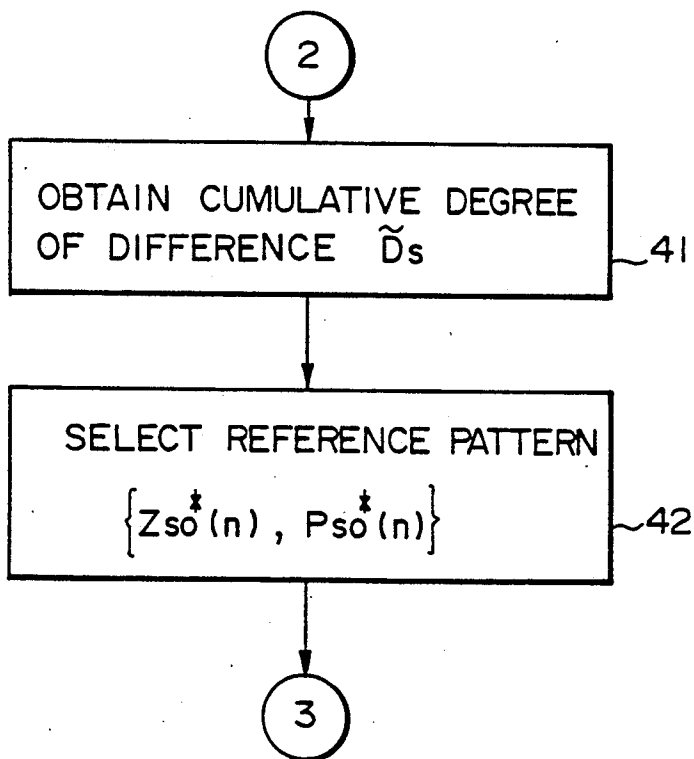 2
OBTAIN CUMULATIVE DEGREE
OF DIFFERENCE D̃s
41
SELECT REFERENCE PATTERN
{Zso*(n), Pso*(n)}
42
3